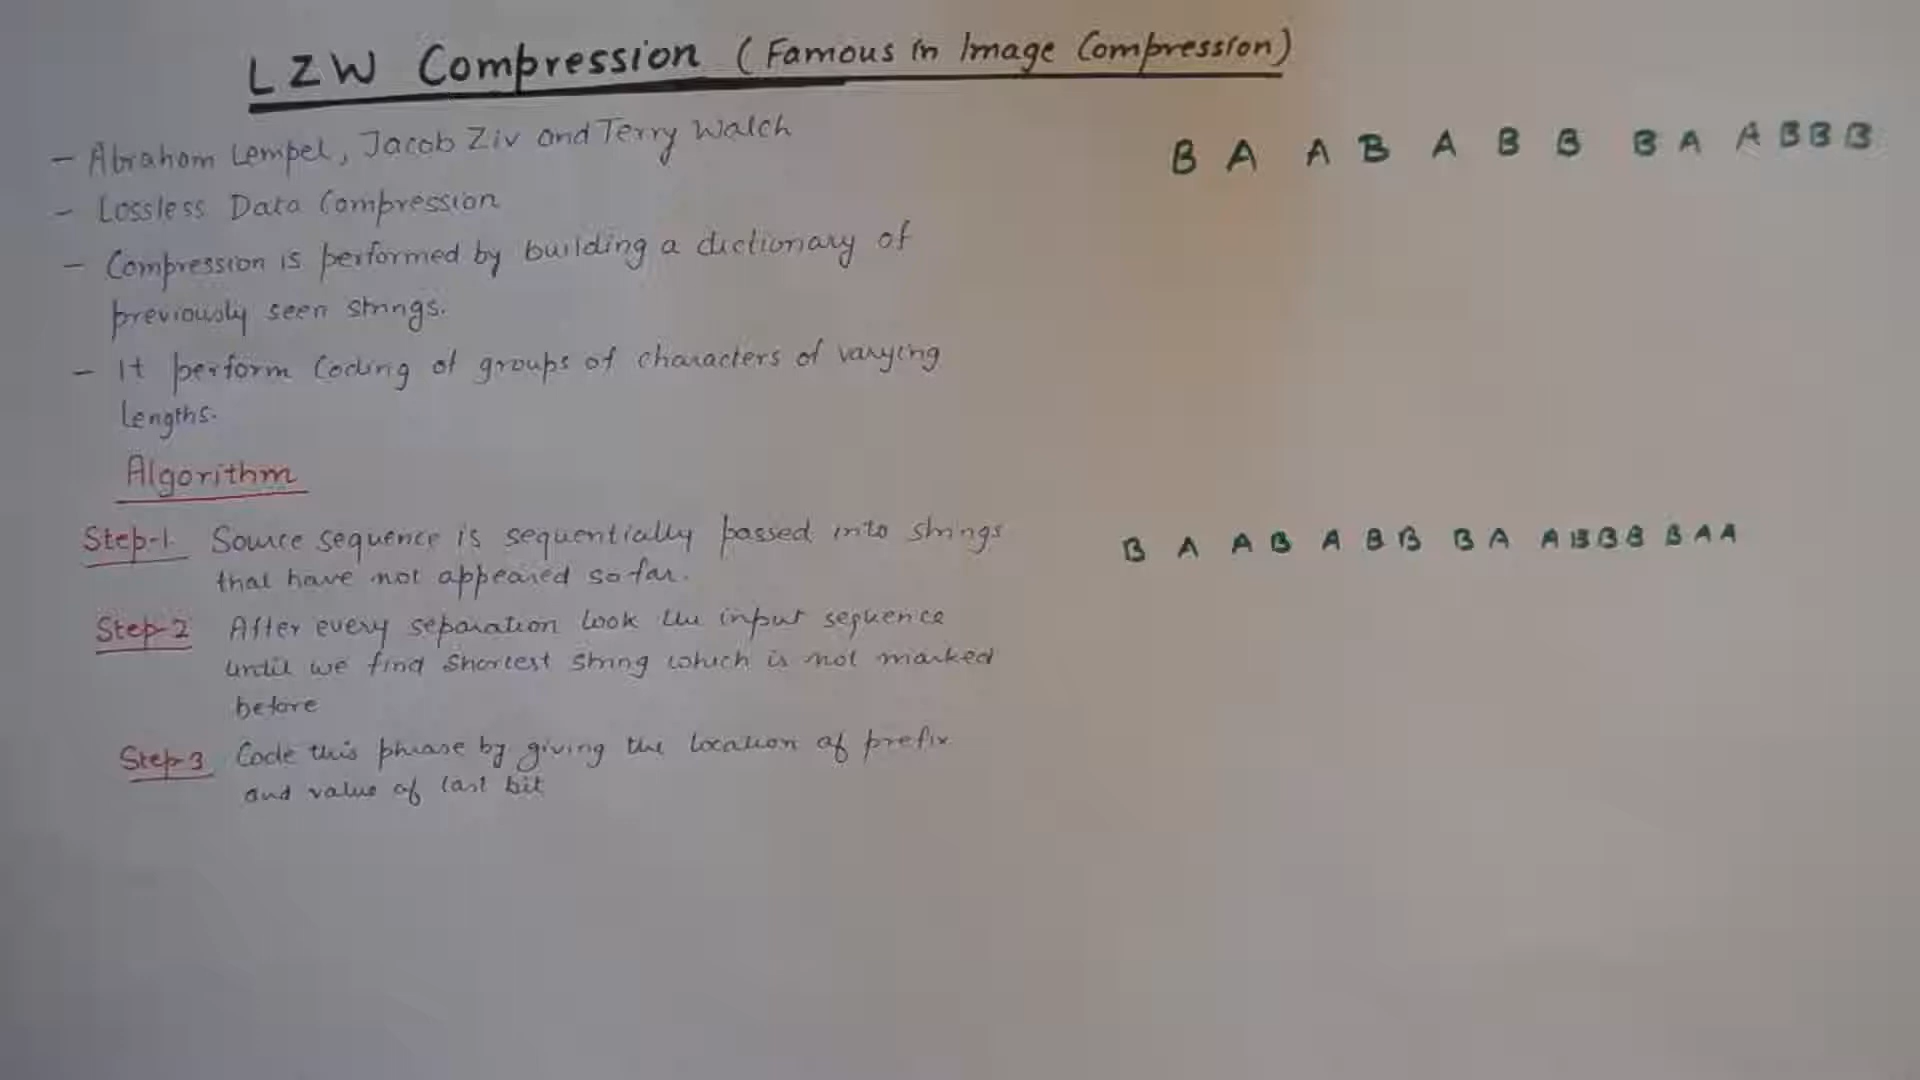 LZW Compression (Famous in Image Compression)
- Abraham Lempel, Jacob Ziv and Terry Walch
B A A B A B B B A A B B B
- Lossless Data Compression
- Compression is performed by building a dictionary of
previously seen strings.
- It perform Coding of groups of characters of varying
lengths.
Algorithm
Step-1. Source sequence is sequentially passed into strings
that have not appeared so far.
B A A B A B B B A A B B B B A A
Step-2 After every separation look the input sequence
until we find shortest string which is not marked
before
Step-3 Code this phrase by giving the location of prefix
and value of last bit